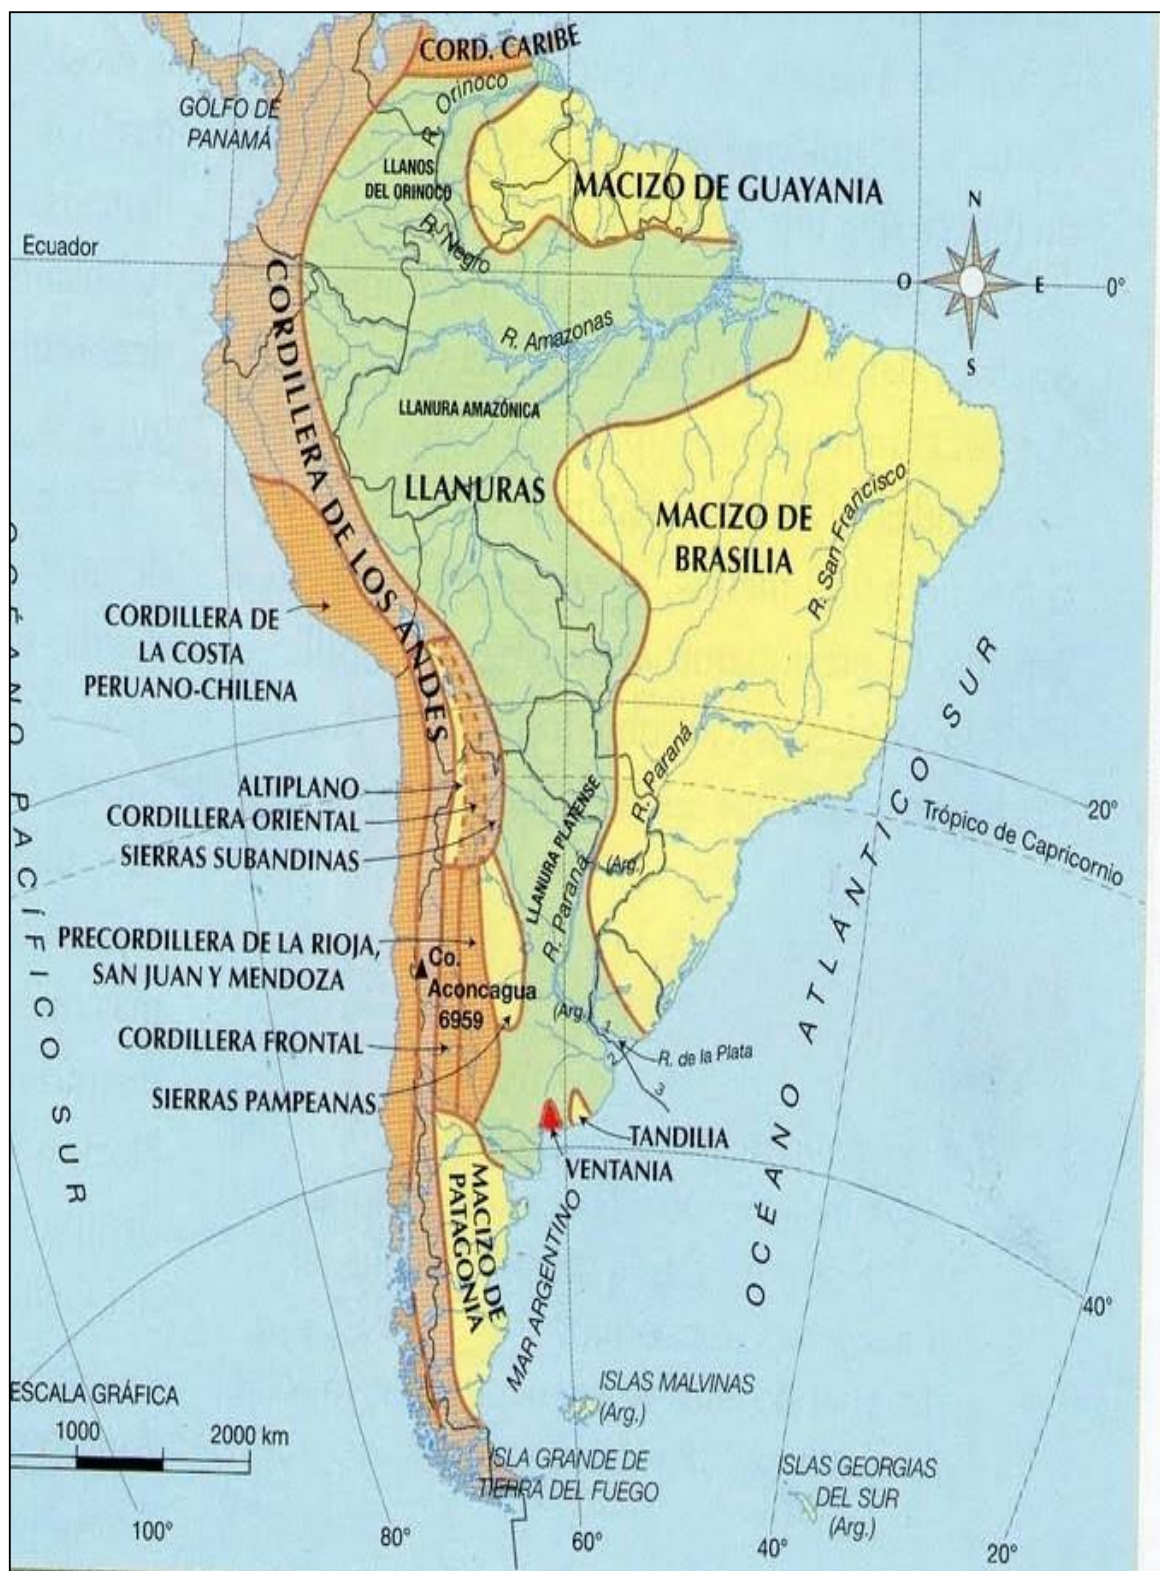 CORD. CARIBE
R. Orinoco
GOLFO DE
PANAMÁ
LLANOS
DEL ORINOCO
MACIZO DE GUAYANIA
R. Negro
Ecuador
N
O
E
S
0°
CORDILLERA DE LOS ANDES
R. Amazonas
LLANURA AMAZÓNICA
LLANURAS
MACIZO DE
BRASILIA
R. San Francisco
CORDILLERA DE
LA COSTA
PERUANO-CHILENA
OCÉANO PACÍFICO SUR
ALTIPLANO
CORDILLERA ORIENTAL
SIERRAS SUBANDINAS
LLANURA PLATENSE
R. Paraná
R. Paraná
(Arg.)
20°
Trópico de Capricornio
OCÉANO ATLÁNTICO SUR
PRECORDILLERA DE LA RIOJA,
SAN JUAN Y MENDOZA
Co.
Aconcagua
6959
CORDILLERA FRONTAL
SIERRAS PAMPEANAS
(Arg.)
1
2
3
R. de la Plata
TANDILIA
VENTANIA
MACIZO DE
PATAGONIA
MAR ARGENTINO
40°
ESCALA GRÁFICA
1000
2000 km
ISLAS MALVINAS
(Arg.)
ISLA GRANDE DE
TIERRA DEL FUEGO
ISLAS GEORGIAS
DEL SUR
(Arg.)
100°
80°
60°
40°
20°